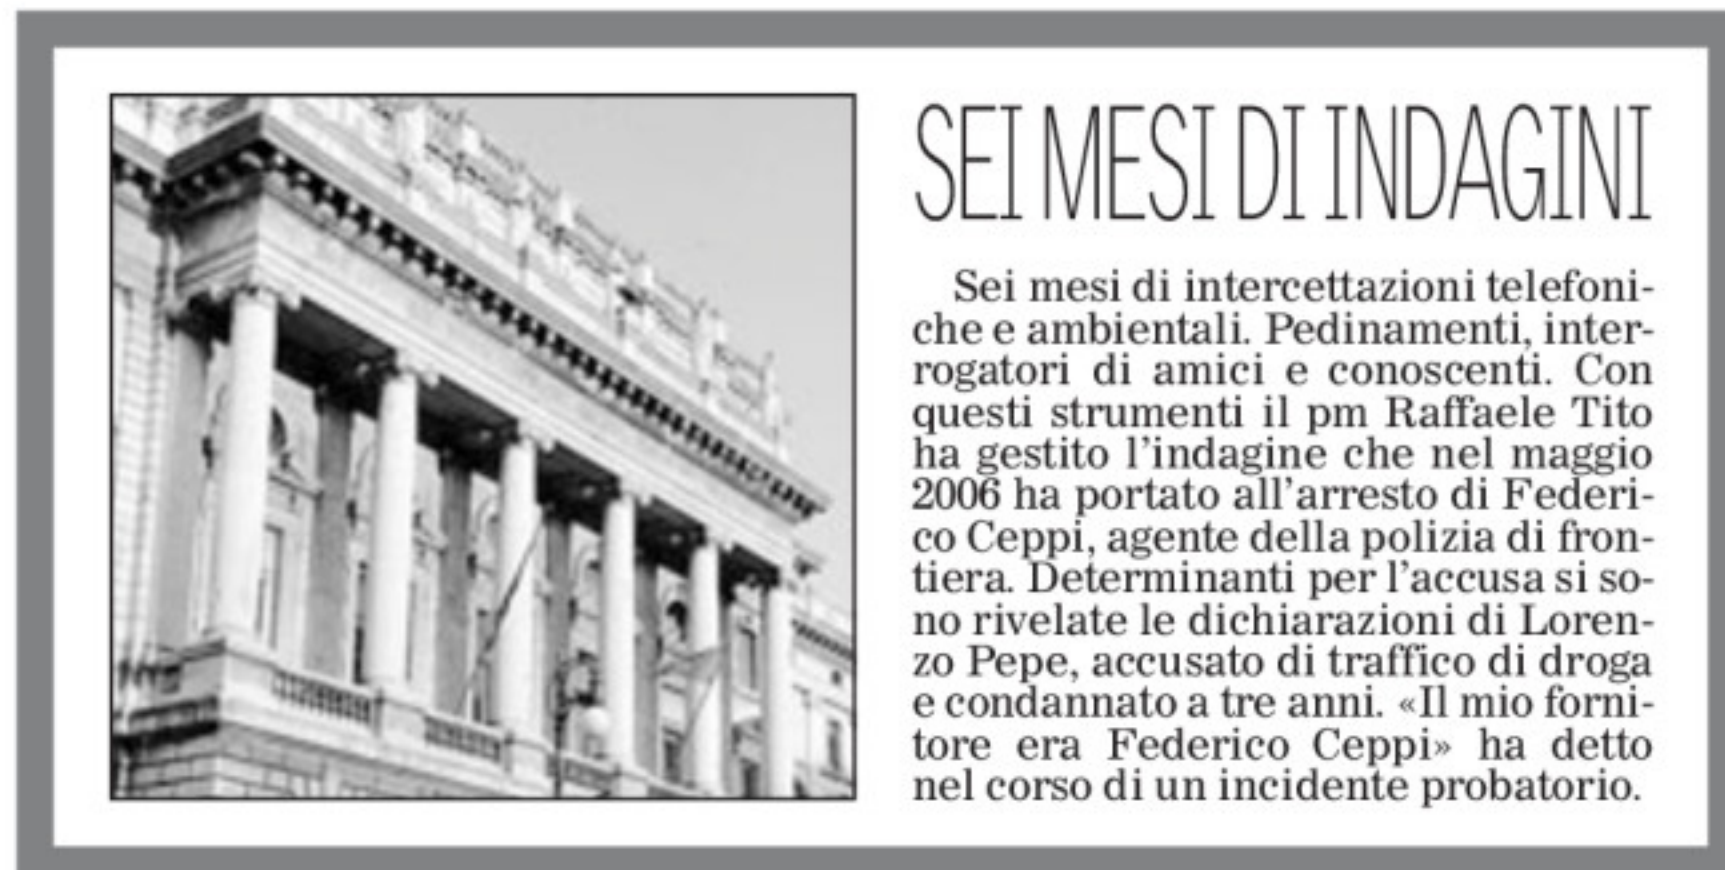 SEI MESI DI INDAGINI
Sei mesi di intercettazioni telefoni-
che e ambientali. Pedinamenti, inter-
rogatori di amici e conoscenti. Con
questi strumenti il pm Raffaele Tito
ha gestito l'indagine che nel maggio
2006 ha portato all'arresto di Federi-
co Ceppi, agente della polizia di fron-
tiera. Determinanti per l'accusa si so-
no rivelate le dichiarazioni di Loren-
zo Pepe, accusato di traffico di droga
e condannato a tre anni. «Il mio forni-
tore era Federico Ceppi» ha detto
nel corso di un incidente probatorio.